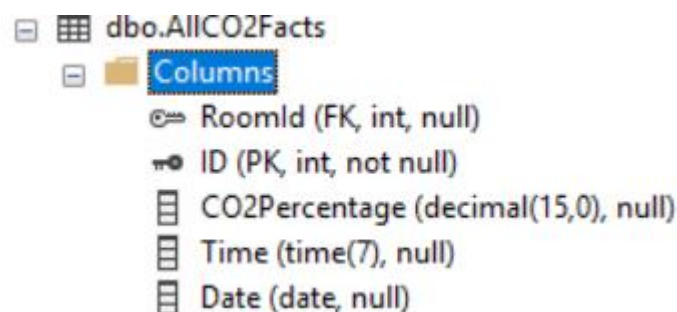 dbo.AllCO2Facts
Columns
RoomId (FK, int, null)
ID (PK, int, not null)
CO2Percentage (decimal(15,0), null)
Time (time(7), null)
Date (date, null)